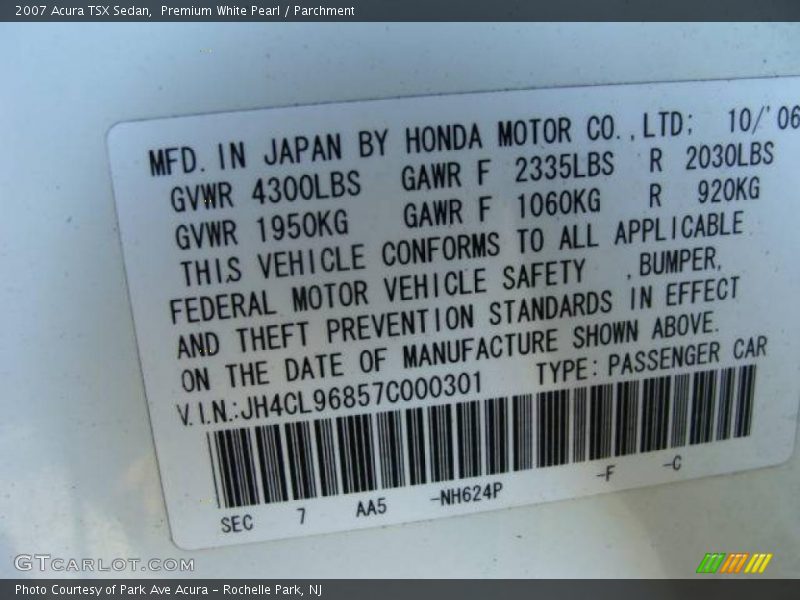 2007 Acura TSX Sedan, Premium White Pearl / Parchment
MFD. IN JAPAN BY HONDA MOTOR CO., LTD; 10/'06
GVWR 4300LBS GAWR F 2335LBS R 2030LBS
GVWR 1950KG GAWR F 1060KG R 920KG
THIS VEHICLE CONFORMS TO ALL APPLICABLE
FEDERAL MOTOR VEHICLE SAFETY , BUMPER,
AND THEFT PREVENTION STANDARDS IN EFFECT
ON THE DATE OF MANUFACTURE SHOWN ABOVE.
V.I.N.:JH4CL96857C000301 TYPE: PASSENGER CAR
SEC 7 AA5 -NH624P -F -C
GTCARLOT.COM
Photo Courtesy of Park Ave Acura - Rochelle Park, NJ